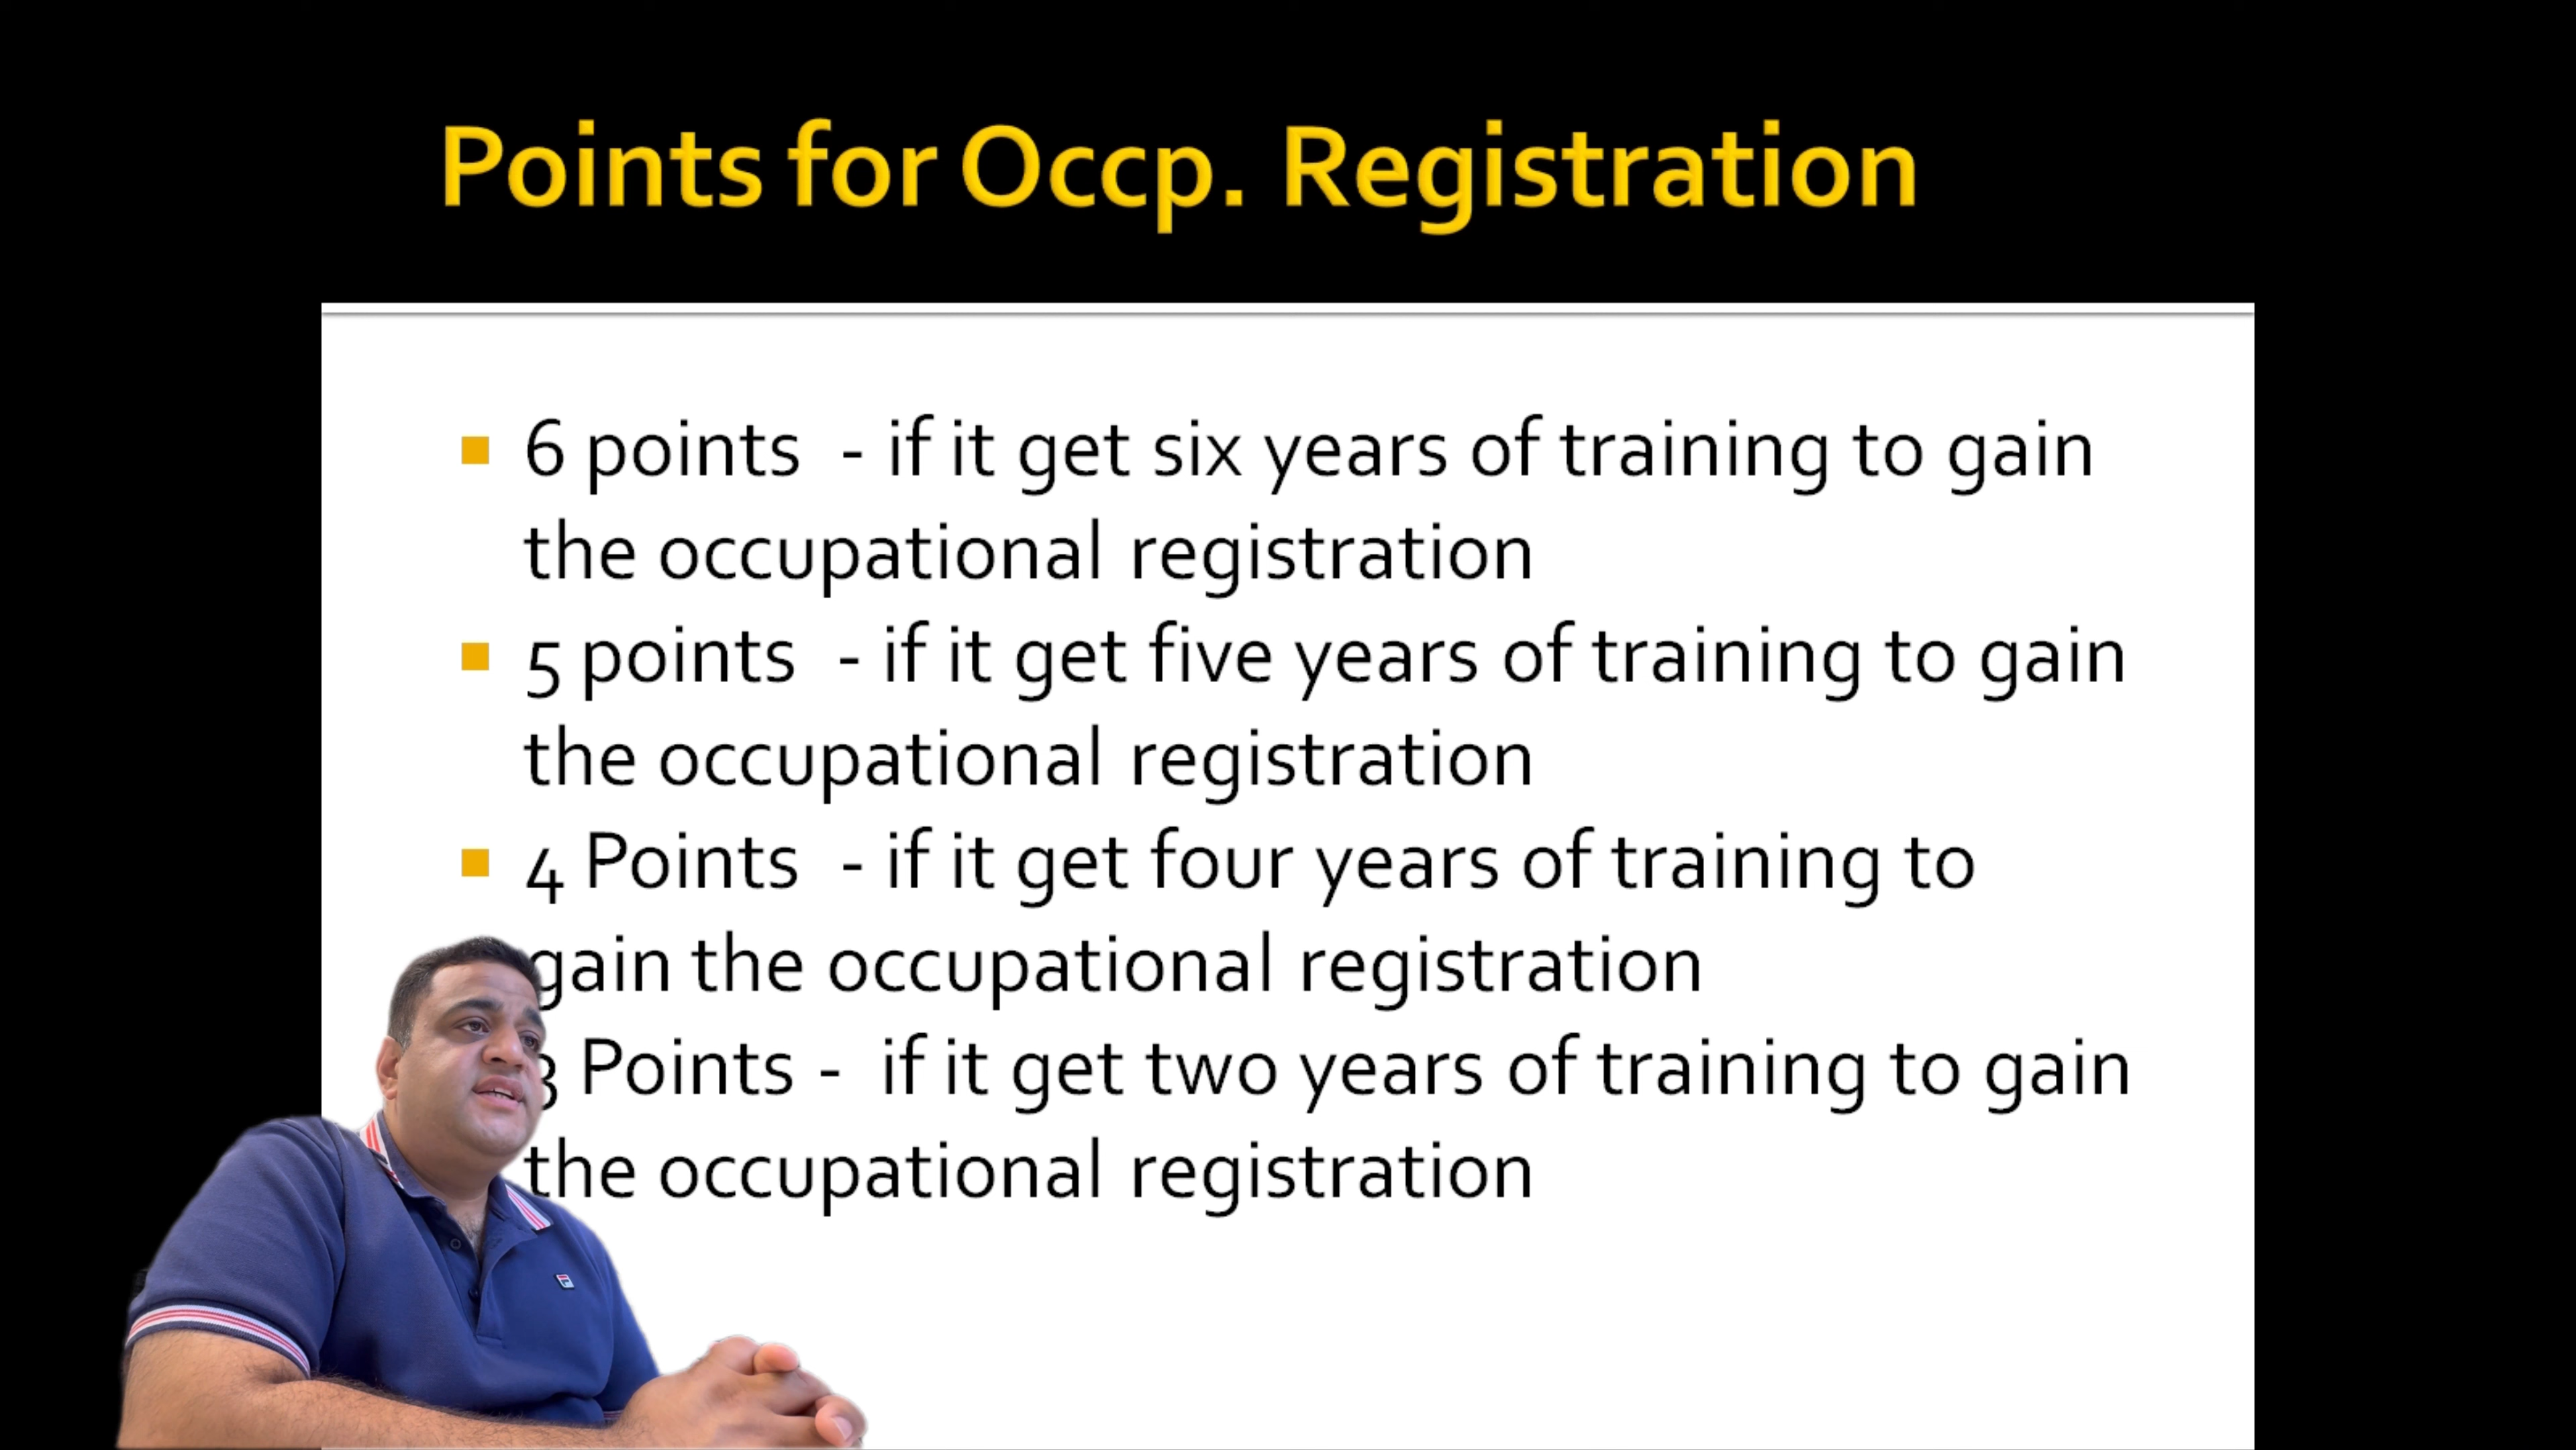 Points for Occp. Registration
6 points - if it get six years of training to gain
the occupational registration
5 points - if it get five years of training to gain
the occupational registration
4 Points - if it get four years of training to
gain the occupational registration
3 Points - if it get two years of training to gain
the occupational registration